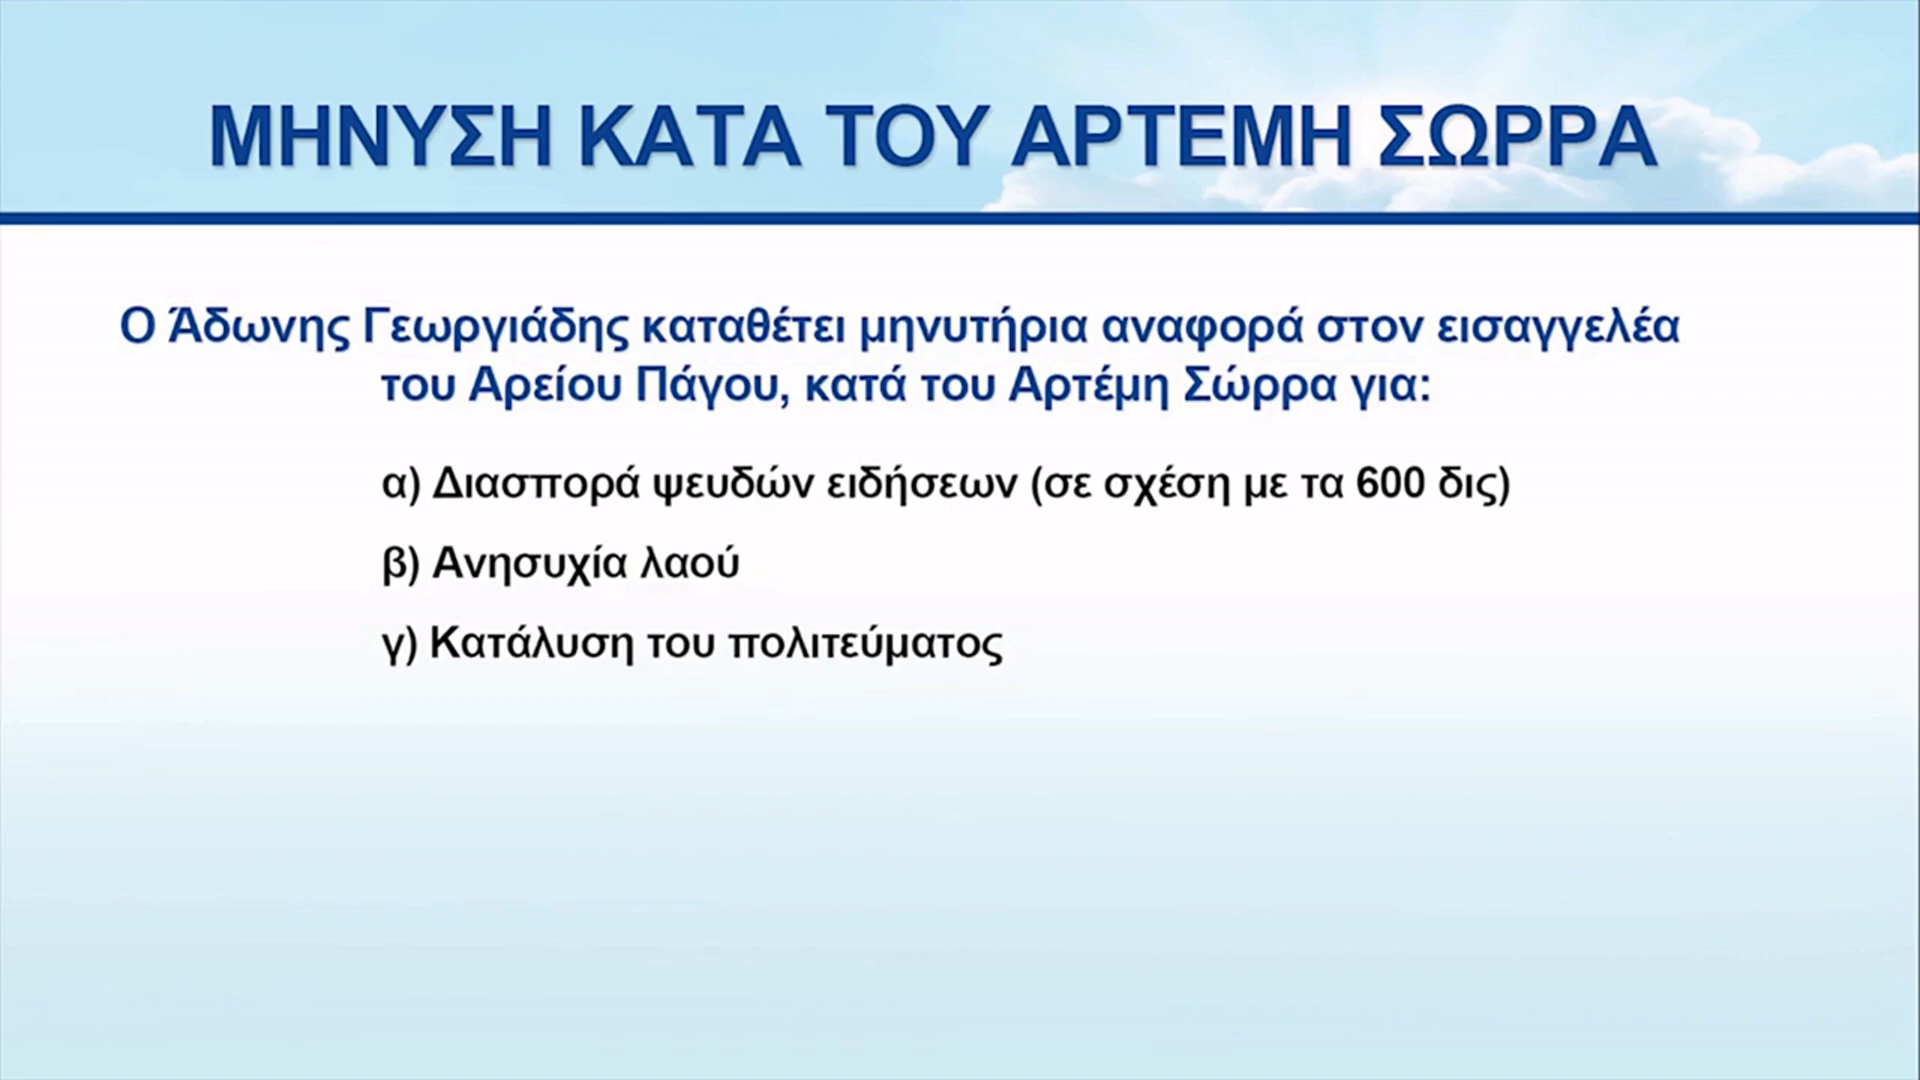 ΜΗΝΥΣΗ ΚΑΤΑ ΤΟΥ ΑΡΤΕΜΗ ΣΩΡΡΑ
Ο Άδωνης Γεωργιάδης καταθέτει μηνυτήρια αναφορά στον εισαγγελέα
του Αρείου Πάγου, κατά του Αρτέμη Σώρρα για:
α) Διασπορά ψευδών ειδήσεων (σε σχέση με τα 600 δις)
β) Ανησυχία λαού
γ) Κατάλυση του πολιτεύματος